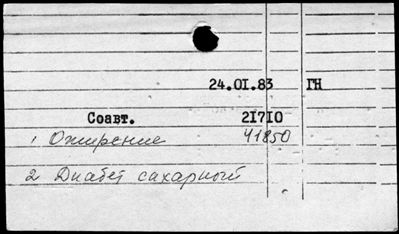 24.01.83 ГН
Соавт. 21710
1 Ожирение 41850
2 Диабет сахарный